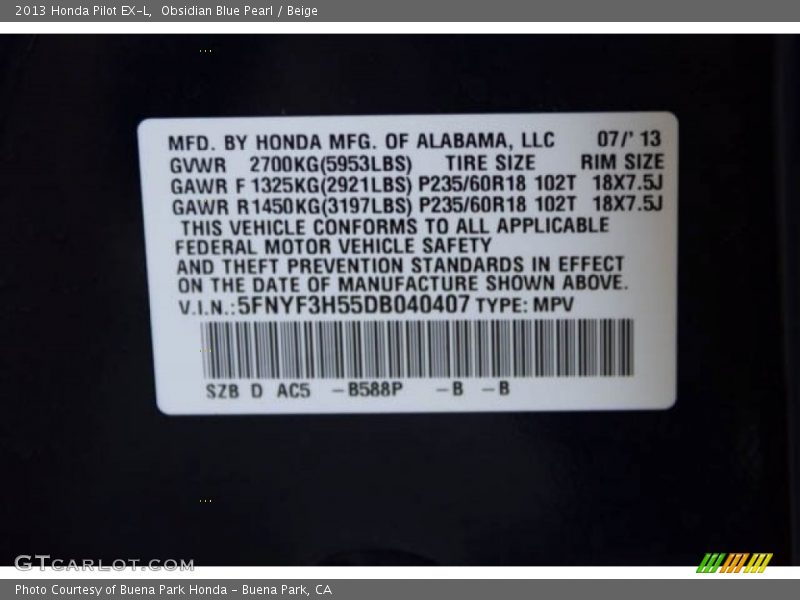 2013 Honda Pilot EX-L, Obsidian Blue Pearl / Beige
MFD. BY HONDA MFG. OF ALABAMA, LLC 07/'13
GVWR 2700KG(5953LBS) TIRE SIZE RIM SIZE
GAWR F 1325KG(2921LBS) P235/60R18 102T 18X7.5J
GAWR R1450KG(3197LBS) P235/60R18 102T 18X7.5J
THIS VEHICLE CONFORMS TO ALL APPLICABLE
FEDERAL MOTOR VEHICLE SAFETY
AND THEFT PREVENTION STANDARDS IN EFFECT
ON THE DATE OF MANUFACTURE SHOWN ABOVE.
V.I.N.:5FNYF3H55DB040407 TYPE: MPV
SZB D AC5 -B588P -B -B
GTCARLOT.COM
Photo Courtesy of Buena Park Honda - Buena Park, CA